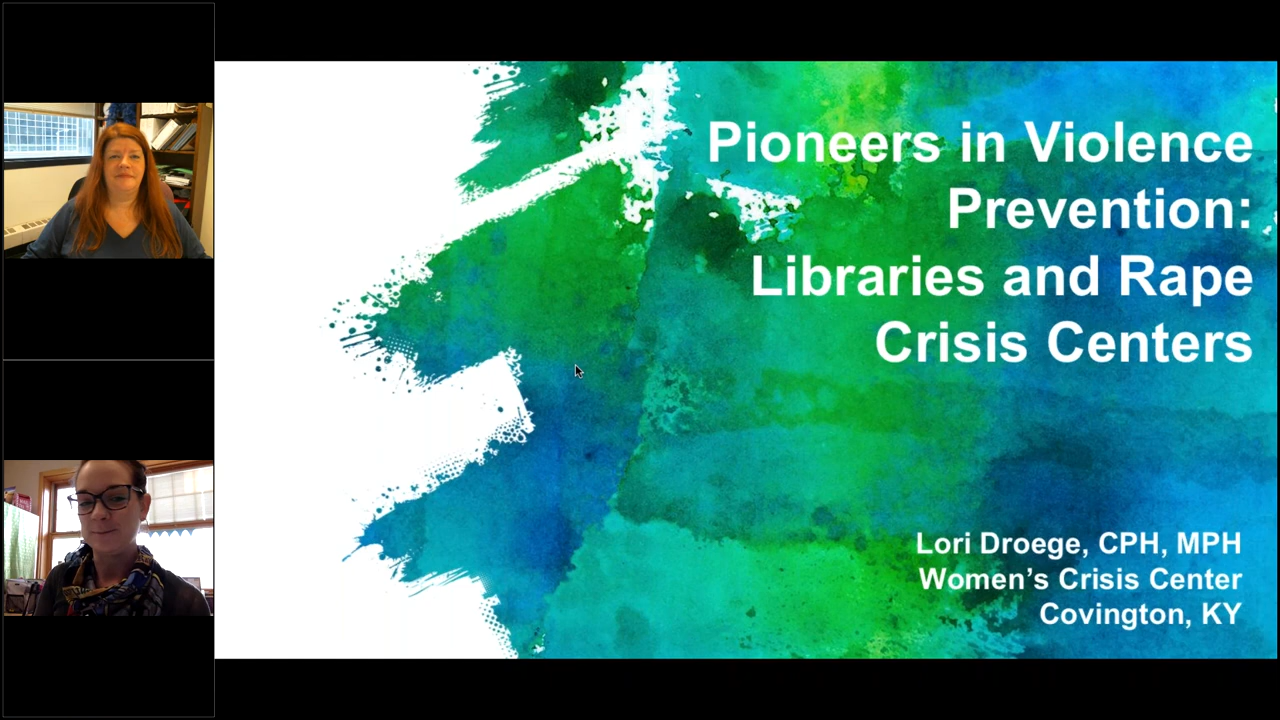 Pioneers in Violence
Prevention:
Libraries and Rape
Crisis Centers
Lori Droege, CPH, MPH
Women’s Crisis Center
Covington, KY